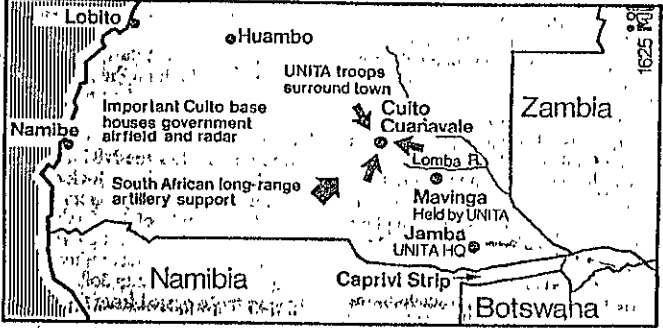 Lobito
Huambo
1625 M
UNITA troops
surround town
Important Cuito base
houses government
airfield and radar
Cuito
Cuanavale
Zambia
Namibe
Lomba R.
South African long-range
artillery support
Mavinga
Held by UNITA
Jamba
UNITA HQ
Namibia
Caprivi Strip
Botswana